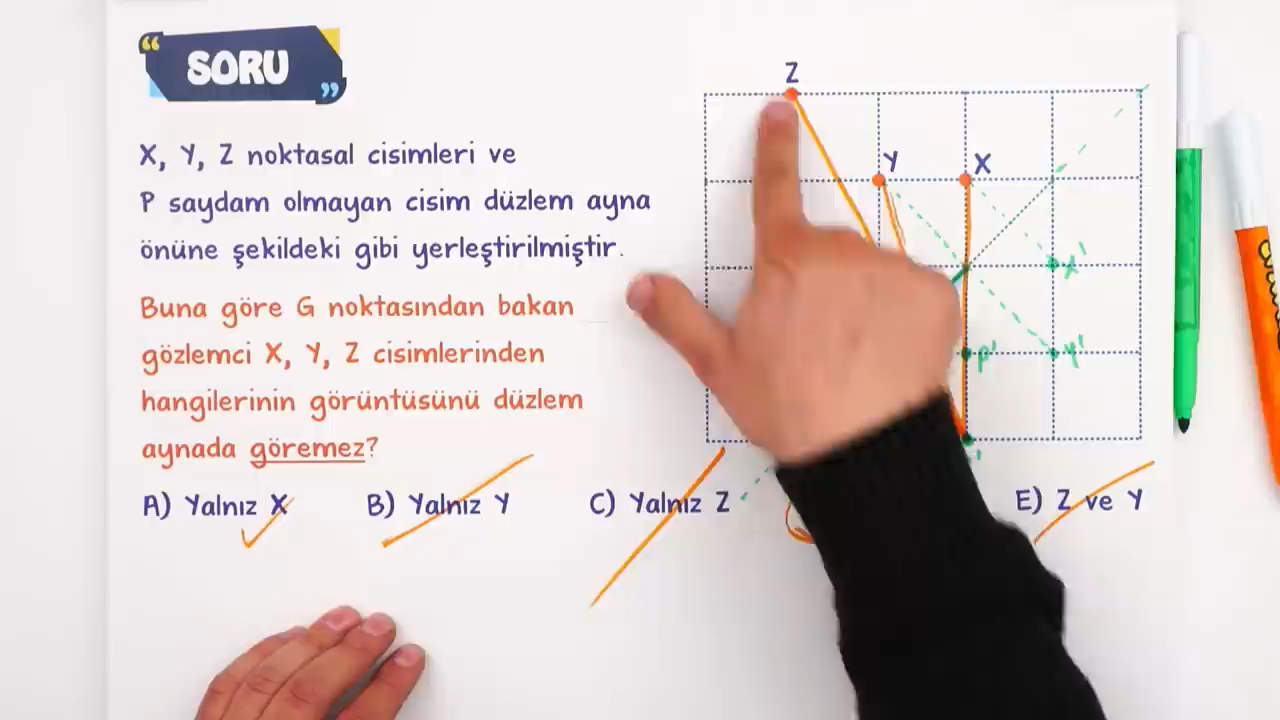 SORU
X, Y, Z noktasal cisimleri ve
P saydam olmayan cisim düzlem ayna
önüne şekildeki gibi yerleştirilmiştir.
Buna göre G noktasından bakan
gözlemci X, Y, Z cisimlerinden
hangilerinin görüntüsünü düzlem
aynada göremez?
A) Yalnız X
B) Yalnız Y
C) Yalnız Z
E) Z ve Y
Z
Y
X
X'
P'
Y'